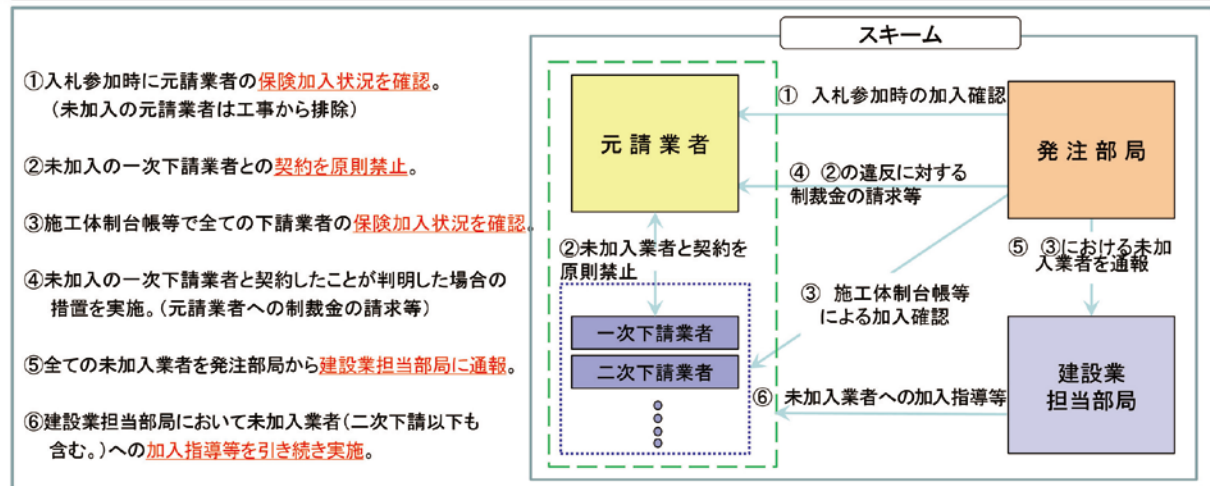 ①入札参加時に元請業者の保険加入状況を確認。
(未加入の元請業者は工事から排除)
②未加入の一次下請業者との契約を原則禁止。
③施工体制台帳等で全ての下請業者の保険加入状況を確認。
④未加入の一次下請業者と契約したことが判明した場合の
措置を実施。(元請業者への制裁金の請求等)
⑤全ての未加入業者を発注部局から建設業担当部局に通報。
⑥建設業担当部局において未加入業者(二次下請以下も
含む。)への加入指導等を引き続き実施。
スキーム
元請業者
① 入札参加時の加入確認
発注部局
④ ②の違反に対する
制裁金の請求等
②未加入業者と契約を
原則禁止
⑤ ③における未加
入業者を通報
③ 施工体制台帳等
による加入確認
一次下請業者
二次下請業者
⑥ 未加入業者への加入指導等
建設業
担当部局